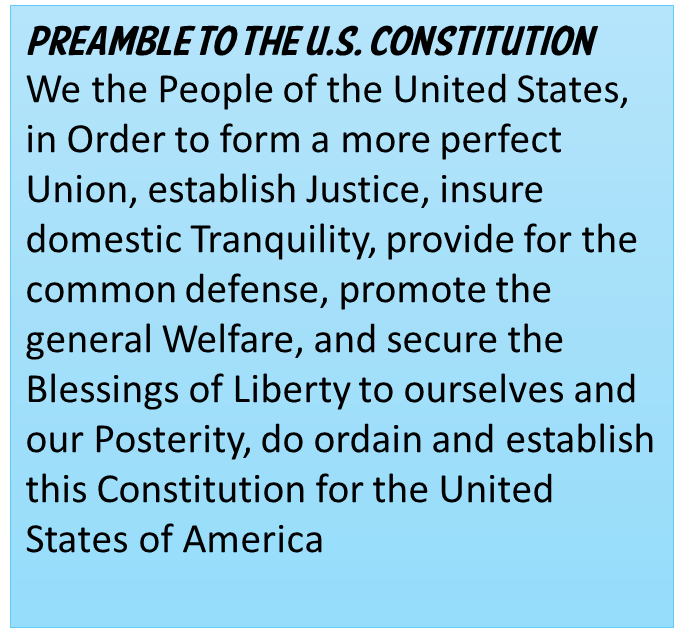 PREAMBLE TO THE U.S. CONSTITUTION
We the People of the United States,
in Order to form a more perfect
Union, establish Justice, insure
domestic Tranquility, provide for the
common defense, promote the
general Welfare, and secure the
Blessings of Liberty to ourselves and
our Posterity, do ordain and establish
this Constitution for the United
States of America